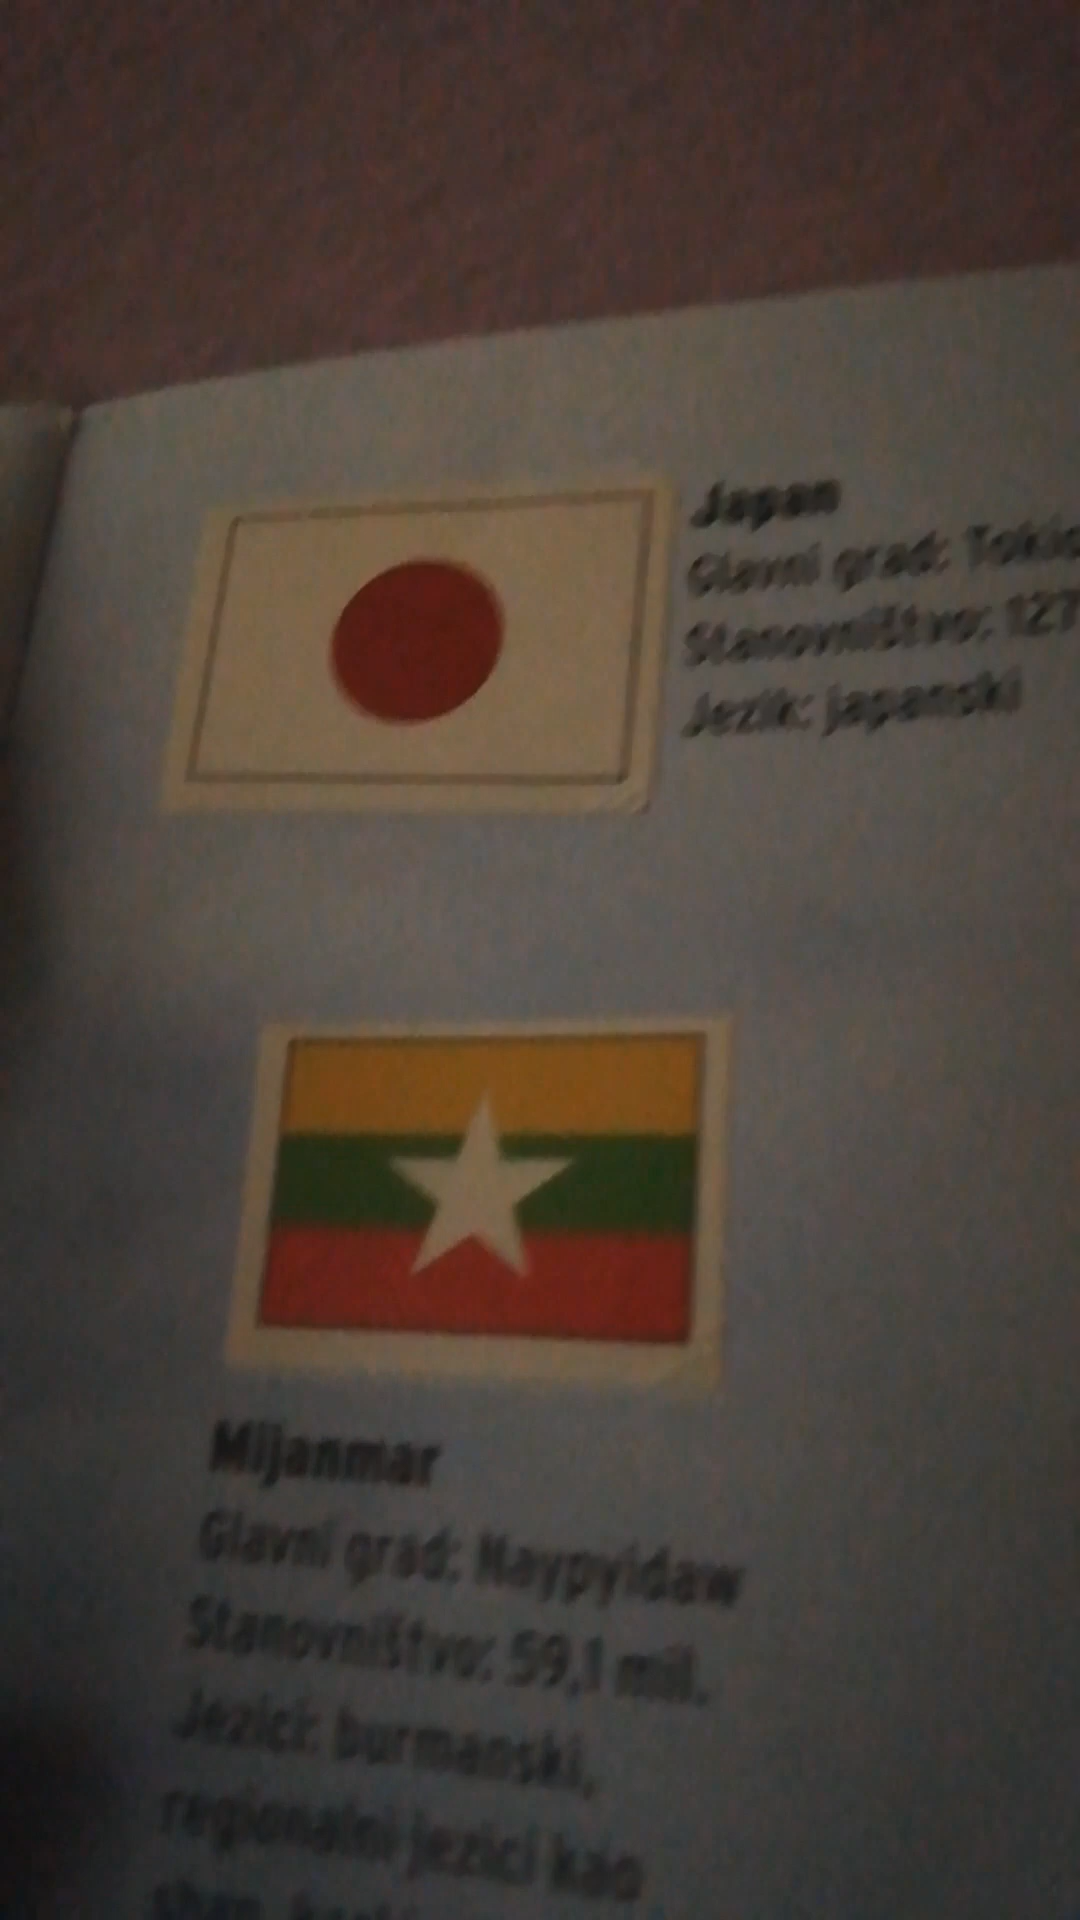 Japan
Glavni grad: Tokio
Stanovništvo: 127
Jezik: japanski
Mijanmar
Glavni grad: Naypyidaw
Stanovništvo: 59,1 mil.
Jezici: burmanski,
regionalni jezici kao